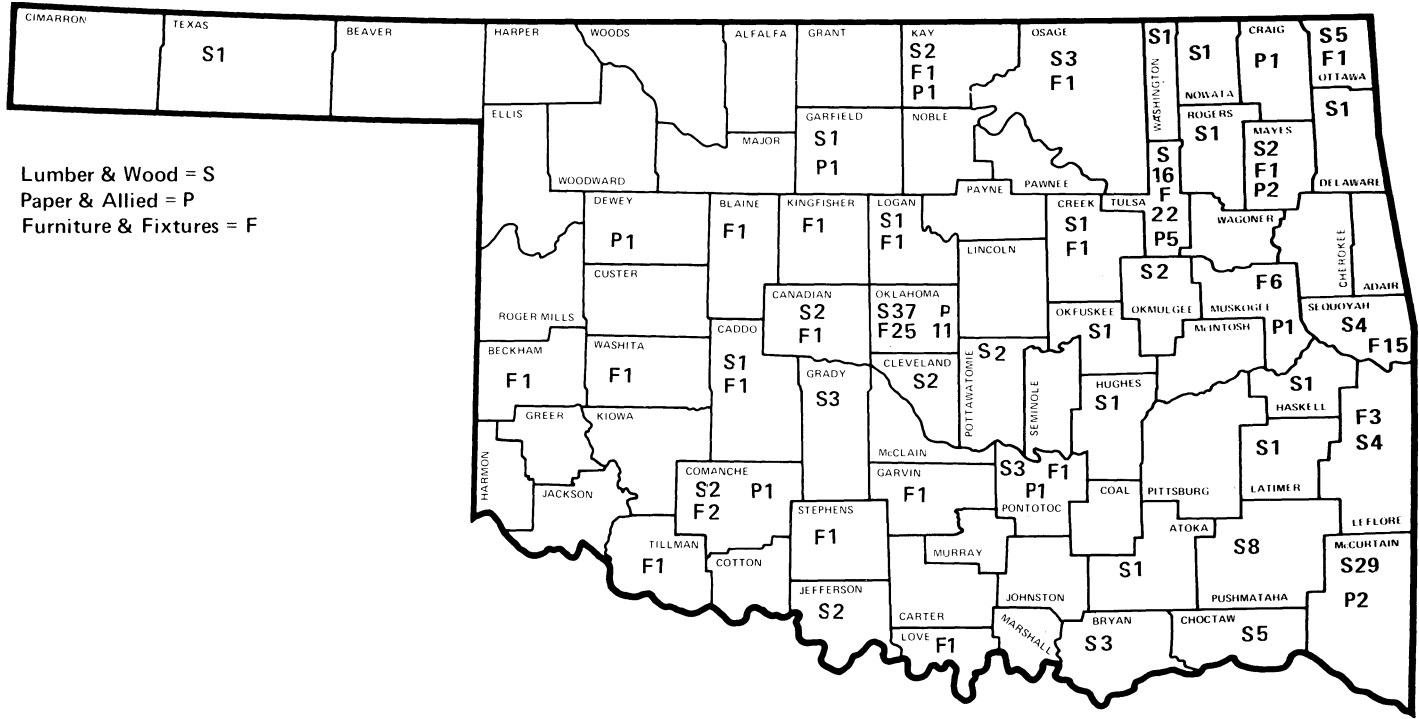 CIMARRON
TEXAS
S1
BEAVER
HARPER
WOODS
ALFALFA
GRANT
KAY
S2
F1
P1
OSAGE
S3
F1
S1
WASHINGTON
S1
NOWATA
CRAIG
P1
S5
F1
OTTAWA
ELLIS
WOODWARD
MAJOR
GARFIELD
S1
P1
NOBLE
PAYNE
PAWNEE
ROGERS
S1
MAYES
S2
F1
P2
S1
DELAWARE
Lumber & Wood = S
Paper & Allied = P
Furniture & Fixtures = F
DEWEY
P1
BLAINE
F1
KINGFISHER
F1
LOGAN
S1
F1
LINCOLN
CREEK
S1
F1
TULSA
S
16
F
22
P5
WAGONER
CHEROKEE
ADAIR
CUSTER
ROGER MILLS
CANADIAN
S2
F1
OKLAHOMA
S37 P
F25 11
S2
OKMULGEE
F6
MUSKOGEE
P1
SEQUOYAH
S4
F15
OKFUSKEE
S1
McINTOSH
BECKHAM
F1
WASHITA
F1
CADDO
S1
F1
GRADY
S3
CLEVELAND
S2
S2
POTTAWATOMIE
SEMINOLE
HUGHES
S1
S1
HASKELL
F3
S4
LEFLORE
GREER
KIOWA
HARMON
JACKSON
COMANCHE
S2 P1
F2
McCLAIN
GARVIN
F1
S3 F1
P1
PONTOTOC
COAL
PITTSBURG
S1
LATIMER
STEPHENS
F1
TILLMAN
F1
COTTON
MURRAY
ATOKA
S1
S8
PUSHMATAHA
McCURTAIN
S29
P2
JEFFERSON
S2
CARTER
JOHNSTON
LOVE
F1
MARSHALL
BRYAN
S3
CHOCTAW
S5